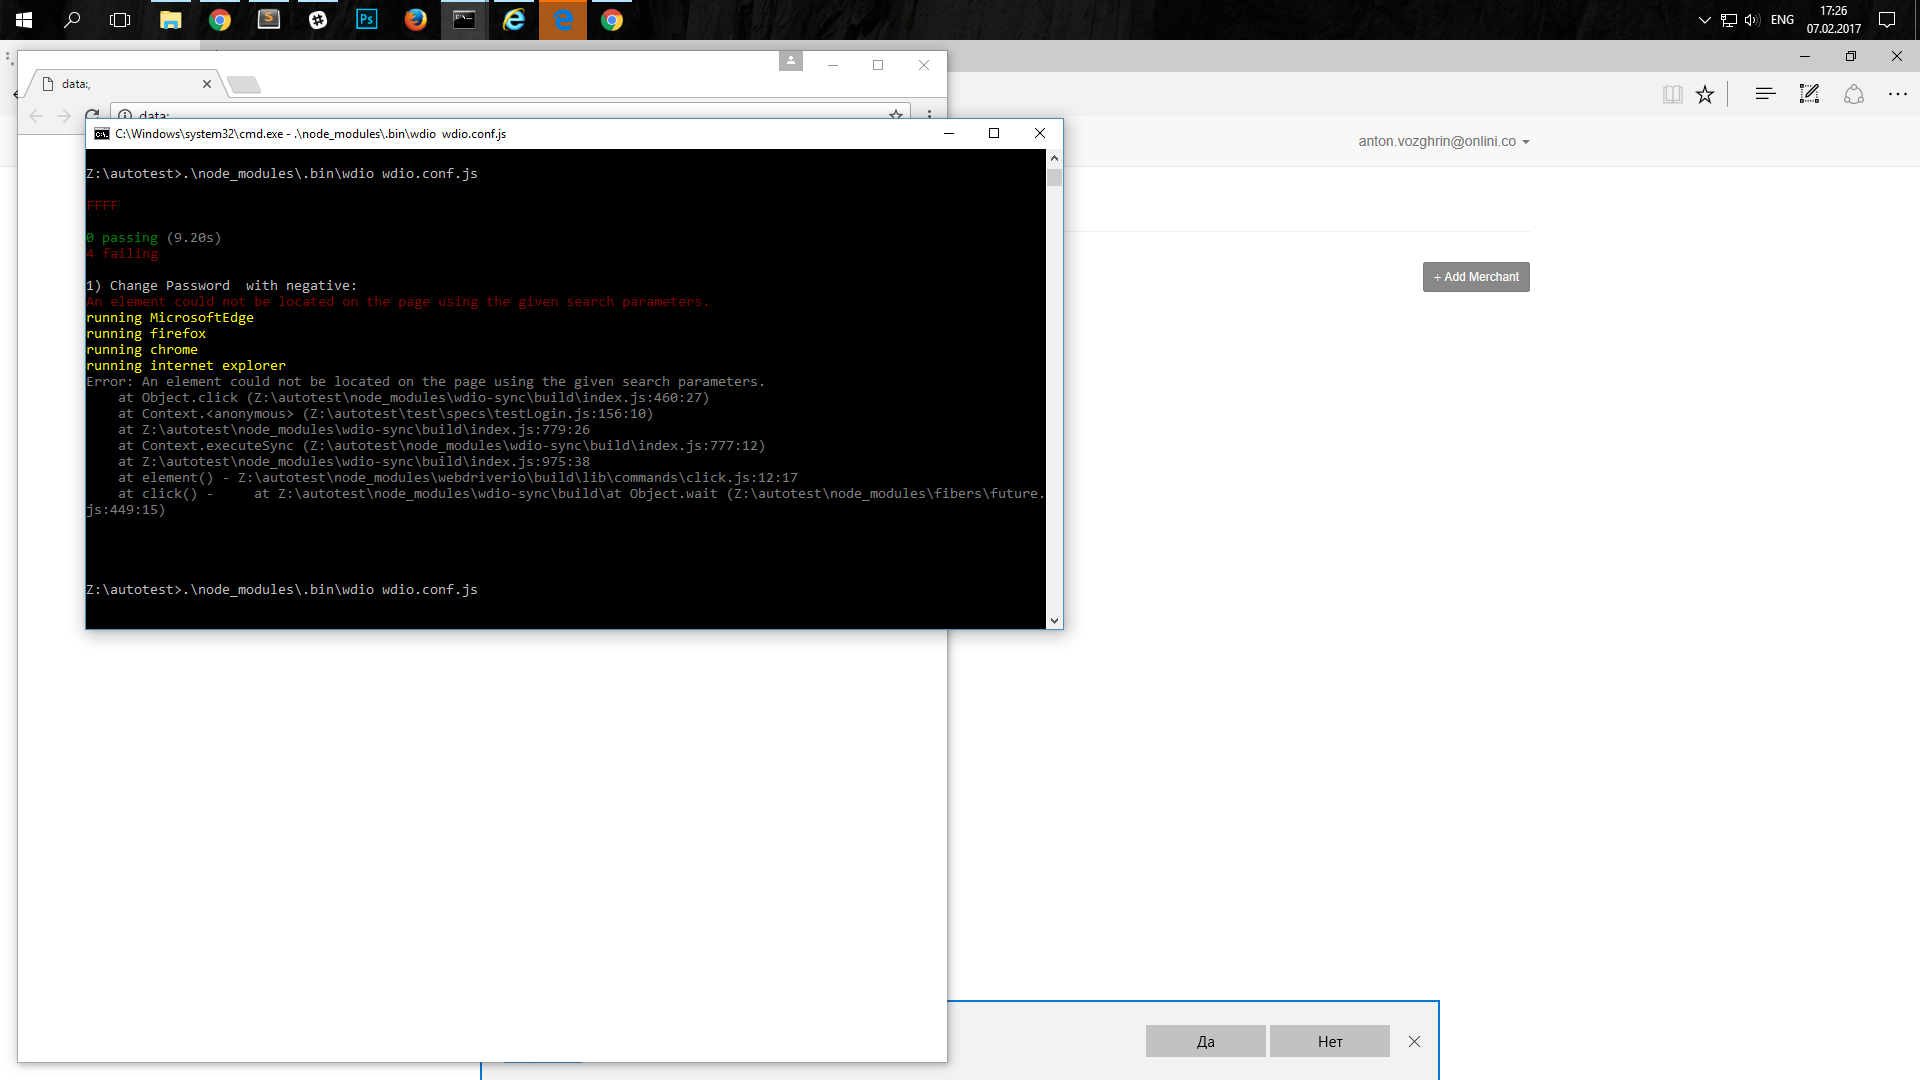 ENG
17:26
07.02.2017
data:,
data:
C:\Windows\system32\cmd.exe - .\node_modules\.bin\wdio  wdio.conf.js
anton.vozghrin@onlini.co
+ Add Merchant
Z:\autotest>.\node_modules\.bin\wdio wdio.conf.js
FFFF
0 passing (9.20s)
4 failing
1) Change Password  with negative:
An element could not be located on the page using the given search parameters.
running MicrosoftEdge
running firefox
running chrome
running internet explorer
Error: An element could not be located on the page using the given search parameters.
    at Object.click (Z:\autotest\node_modules\wdio-sync\build\index.js:460:27)
    at Context.<anonymous> (Z:\autotest\test\specs\testLogin.js:156:10)
    at Z:\autotest\node_modules\wdio-sync\build\index.js:779:26
    at Context.executeSync (Z:\autotest\node_modules\wdio-sync\build\index.js:777:12)
    at Z:\autotest\node_modules\wdio-sync\build\index.js:975:38
    at element() - Z:\autotest\node_modules\webdriverio\build\lib\commands\click.js:12:17
    at click() -     at Z:\autotest\node_modules\wdio-sync\build\at Object.wait (Z:\autotest\node_modules\fibers\future.
js:449:15)
Z:\autotest>.\node_modules\.bin\wdio wdio.conf.js
Да
Нет